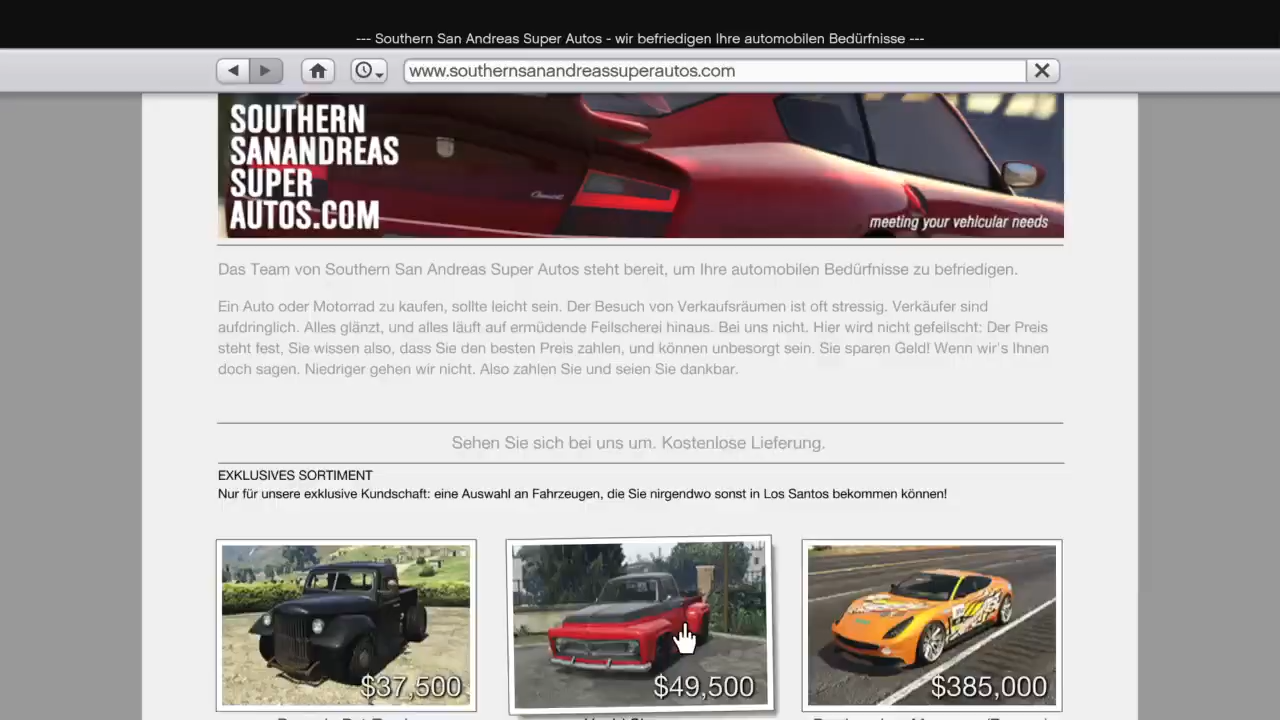 --- Southern San Andreas Super Autos - wir befriedigen Ihre automobilen Bedürfnisse ---
www.southernsanandreassuperautos.com
SOUTHERN
SANANDREAS
SUPER
AUTOS.COM
meeting your vehicular needs
Das Team von Southern San Andreas Super Autos steht bereit, um Ihre automobilen Bedürfnisse zu befriedigen.
Ein Auto oder Motorrad zu kaufen, sollte leicht sein. Der Besuch von Verkaufsräumen ist oft stressig. Verkäufer sind
aufdringlich. Alles glänzt, und alles läuft auf ermüdende Feilscherei hinaus. Bei uns nicht. Hier wird nicht gefeilscht: Der Preis
steht fest, Sie wissen also, dass Sie den besten Preis zahlen, und können unbesorgt sein. Sie sparen Geld! Wenn wir's Ihnen
doch sagen. Niedriger gehen wir nicht. Also zahlen Sie und seien Sie dankbar.
Sehen Sie sich bei uns um. Kostenlose Lieferung.
EXKLUSIVES SORTIMENT
Nur für unsere exklusive Kundschaft: eine Auswahl an Fahrzeugen, die Sie nirgendwo sonst in Los Santos bekommen können!
$37,500
$49,500
$385,000